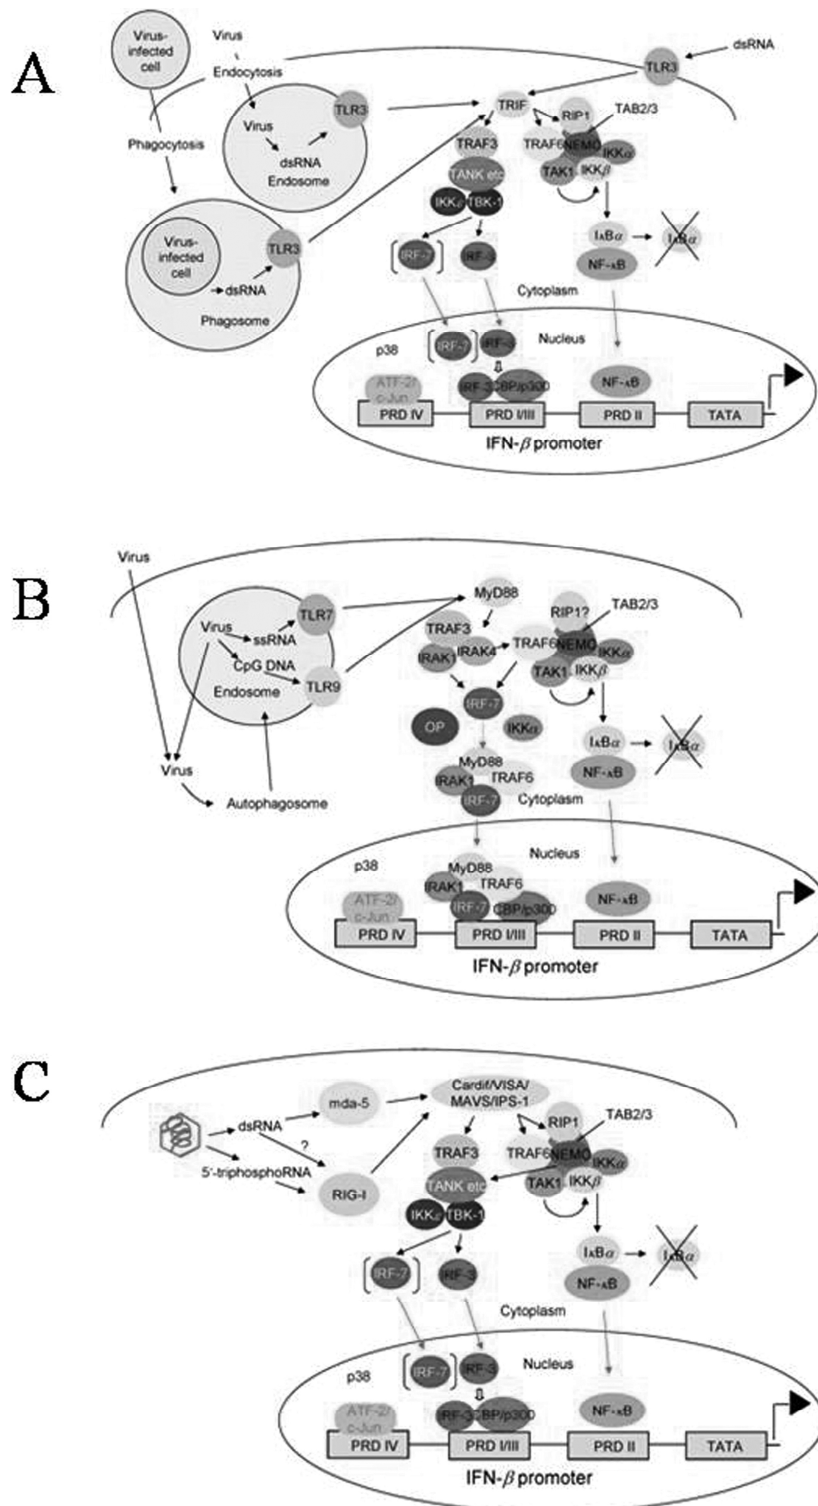 A
Virus-
infected
cell
Virus
Endocytosis
Phagocytosis
Virus
dsRNA
Endosome
TLR3
Virus-
infected
cell
dsRNA
Phagosome
TLR3
TLR3
dsRNA
TRIF
TRAF3
TANK etc
IKKε
TBK-1
IRF-7
IRF-3
RIP1
TAB2/3
TRAF6
NEMO
IKKα
TAK1
IKKβ
IκBα
IκBα
NF-κB
Cytoplasm
Nucleus
p38
IRF-7
IRF-3
ATF-2/
c-Jun
IRF-3
CBP/p300
NF-κB
PRD IV
PRD I/III
PRD II
TATA
IFN-β promoter
B
Virus
Virus
ssRNA
CpG DNA
Endosome
TLR7
TLR9
Virus
Autophagosome
MyD88
TRAF3
IRAK1
IRAK4
TRAF6
RIP1?
TAB2/3
NEMO
IKKα
TAK1
IKKβ
IRF-7
OP
IKKα
MyD88
IRAK1
TRAF6
IRF-7
IκBα
IκBα
NF-κB
Cytoplasm
Nucleus
p38
MyD88
IRAK1
TRAF6
IRF-7
CBP/p300
ATF-2/
c-Jun
NF-κB
PRD IV
PRD I/III
PRD II
TATA
IFN-β promoter
C
dsRNA
?
5'-triphosphoRNA
mda-5
RIG-I
Cardif/VISA/
MAVS/IPS-1
TRAF3
TANK etc
IKKε
TBK-1
RIP1
TAB2/3
TRAF6
NEMO
IKKα
TAK1
IKKβ
IRF-7
IRF-3
IκBα
IκBα
NF-κB
Cytoplasm
Nucleus
p38
IRF-7
IRF-3
ATF-2/
c-Jun
IRF-3
CBP/p300
NF-κB
PRD IV
PRD I/III
PRD II
TATA
IFN-β promoter